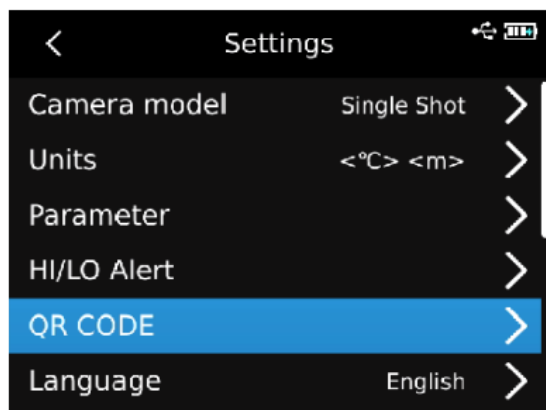 Settings
Camera model Single Shot
Units <℃> <m>
Parameter
HI/LO Alert
QR CODE
Language English